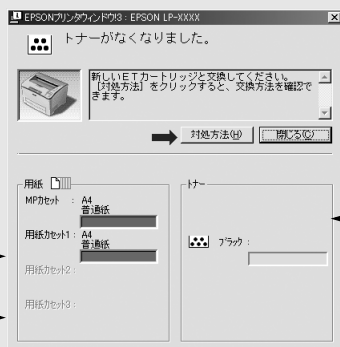 EPSONプリンタウィンドウ!3 : EPSON LP-XXXX
トナーがなくなりました。
新しいETカートリッジと交換してください。
[対処方法]をクリックすると、交換方法を確認で
きます。
対処方法(H)
閉じる(C)
用紙
MPカセット : A4
普通紙
用紙カセット1 : A4
普通紙
用紙カセット2 :
用紙カセット3 :
トナー
ブラック :